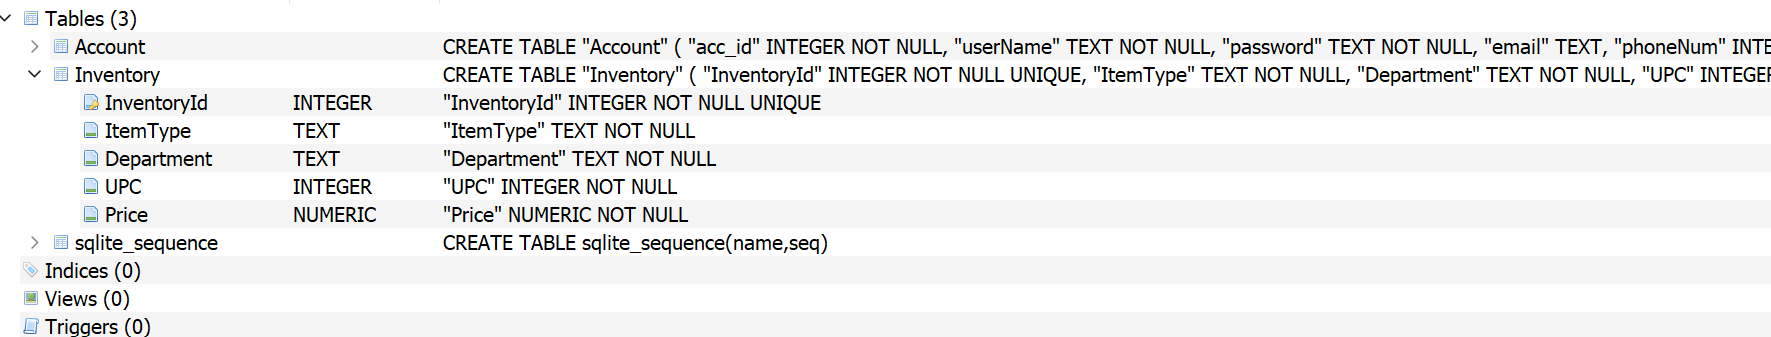 Tables (3)
Account CREATE TABLE "Account" ( "acc_id" INTEGER NOT NULL, "userName" TEXT NOT NULL, "password" TEXT NOT NULL, "email" TEXT, "phoneNum" INTE
Inventory CREATE TABLE "Inventory" ( "InventoryId" INTEGER NOT NULL UNIQUE, "ItemType" TEXT NOT NULL, "Department" TEXT NOT NULL, "UPC" INTEGER
InventoryId INTEGER "InventoryId" INTEGER NOT NULL UNIQUE
ItemType TEXT "ItemType" TEXT NOT NULL
Department TEXT "Department" TEXT NOT NULL
UPC INTEGER "UPC" INTEGER NOT NULL
Price NUMERIC "Price" NUMERIC NOT NULL
sqlite_sequence CREATE TABLE sqlite_sequence(name,seq)
Indices (0)
Views (0)
Triggers (0)